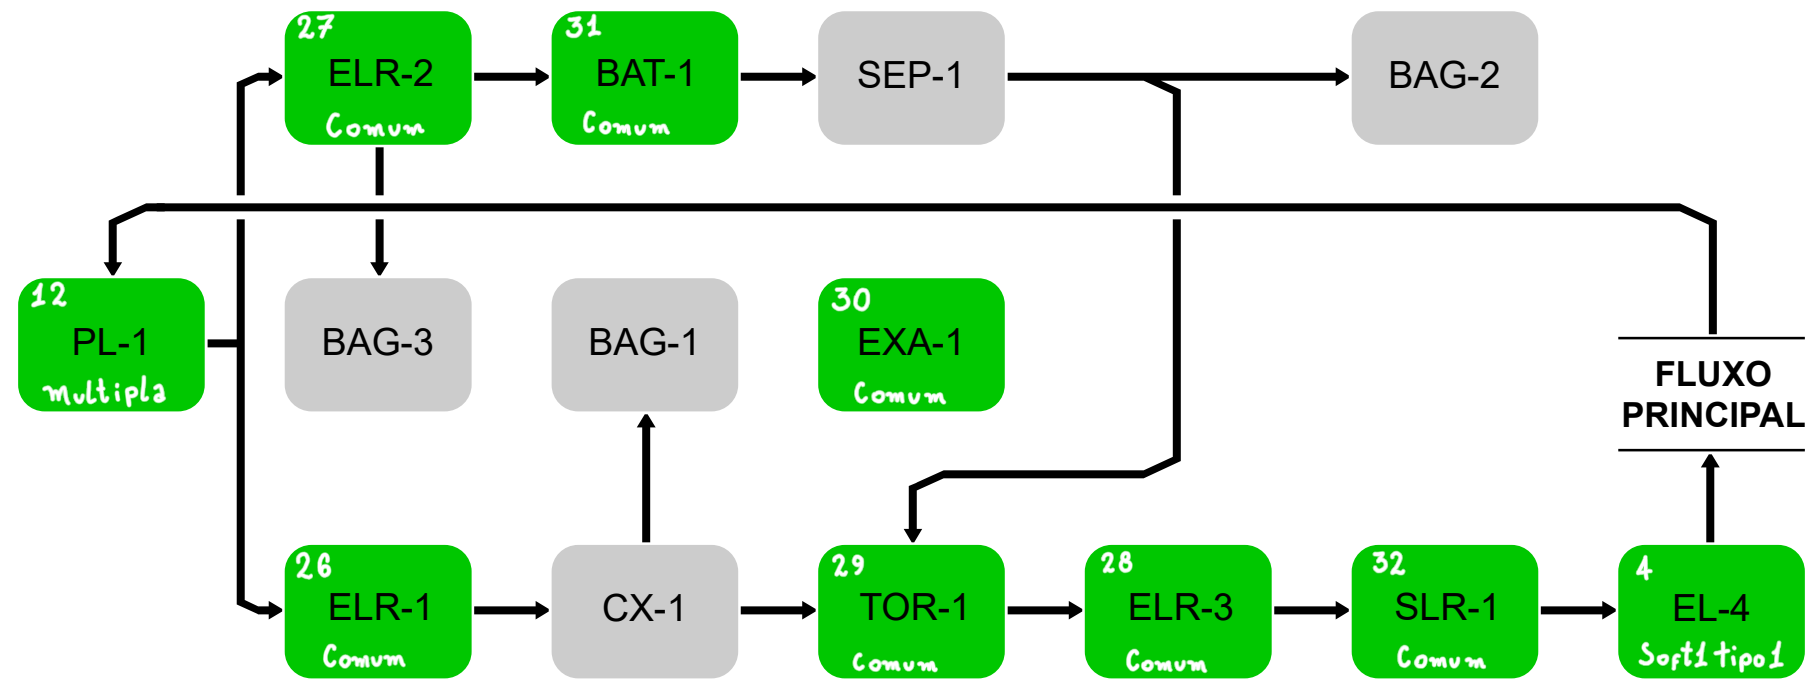 27
ELR-2
Comum
31
BAT-1
Comum
SEP-1
BAG-2
12
PL-1
Multipla
BAG-3
BAG-1
30
EXA-1
Comum
FLUXO
PRINCIPAL
26
ELR-1
Comum
CX-1
29
TOR-1
Comum
28
ELR-3
Comum
32
SLR-1
Comum
4
EL-4
Soft1 tipo1